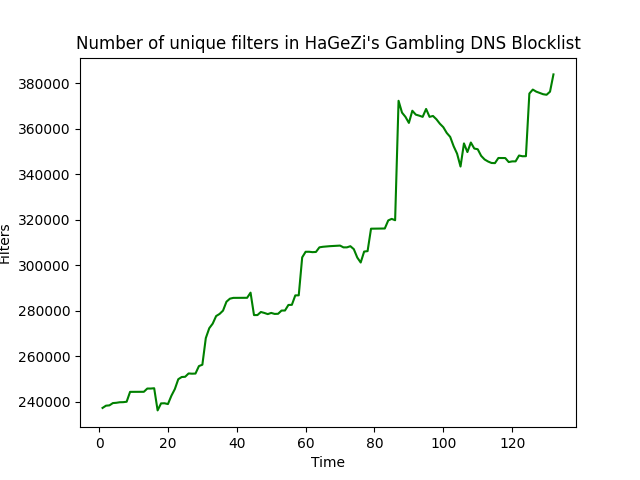 Number of unique filters in HaGeZi's Gambling DNS Blocklist
380000
360000
340000
320000
300000
280000
260000
240000
Filters
0 20 40 60 80 100 120
Time